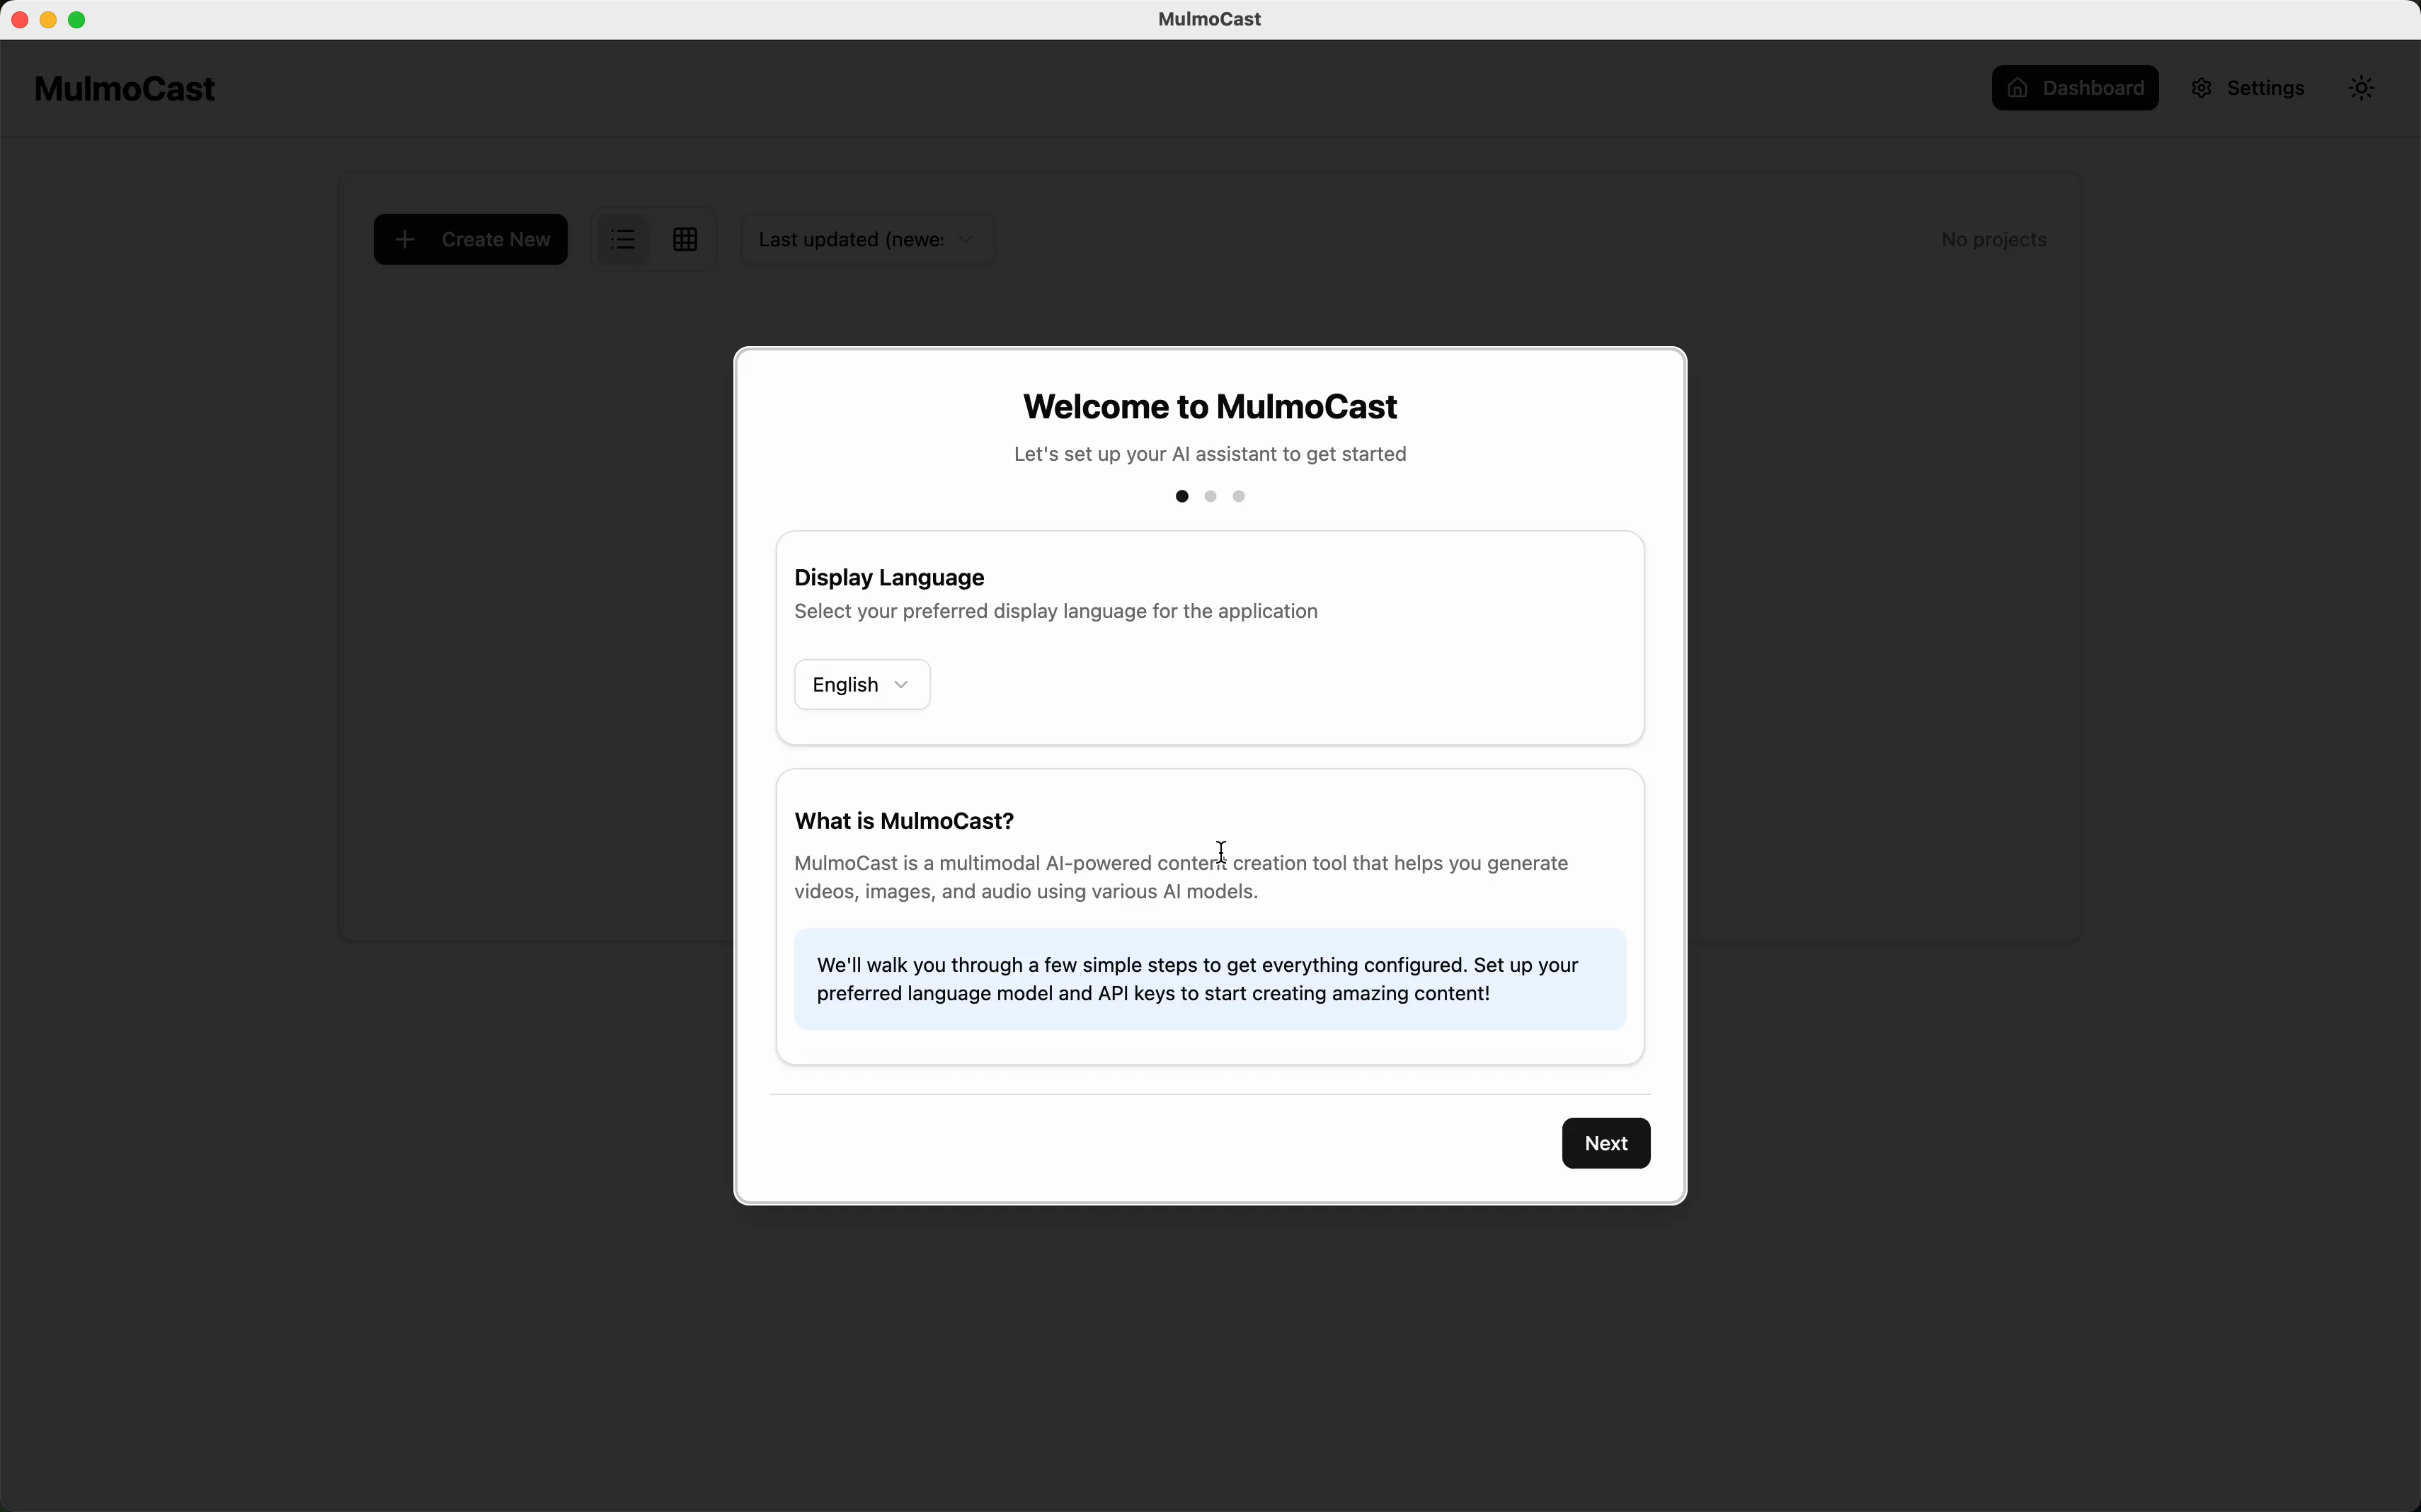 MulmoCast
MulmoCast
Dashboard
Settings
Create New
Last updated (newe
No projects
Welcome to MulmoCast
Let's set up your AI assistant to get started
Display Language
Select your preferred display language for the application
English
What is MulmoCast?
MulmoCast is a multimodal AI-powered content creation tool that helps you generate
videos, images, and audio using various AI models.
We'll walk you through a few simple steps to get everything configured. Set up your
preferred language model and API keys to start creating amazing content!
Next